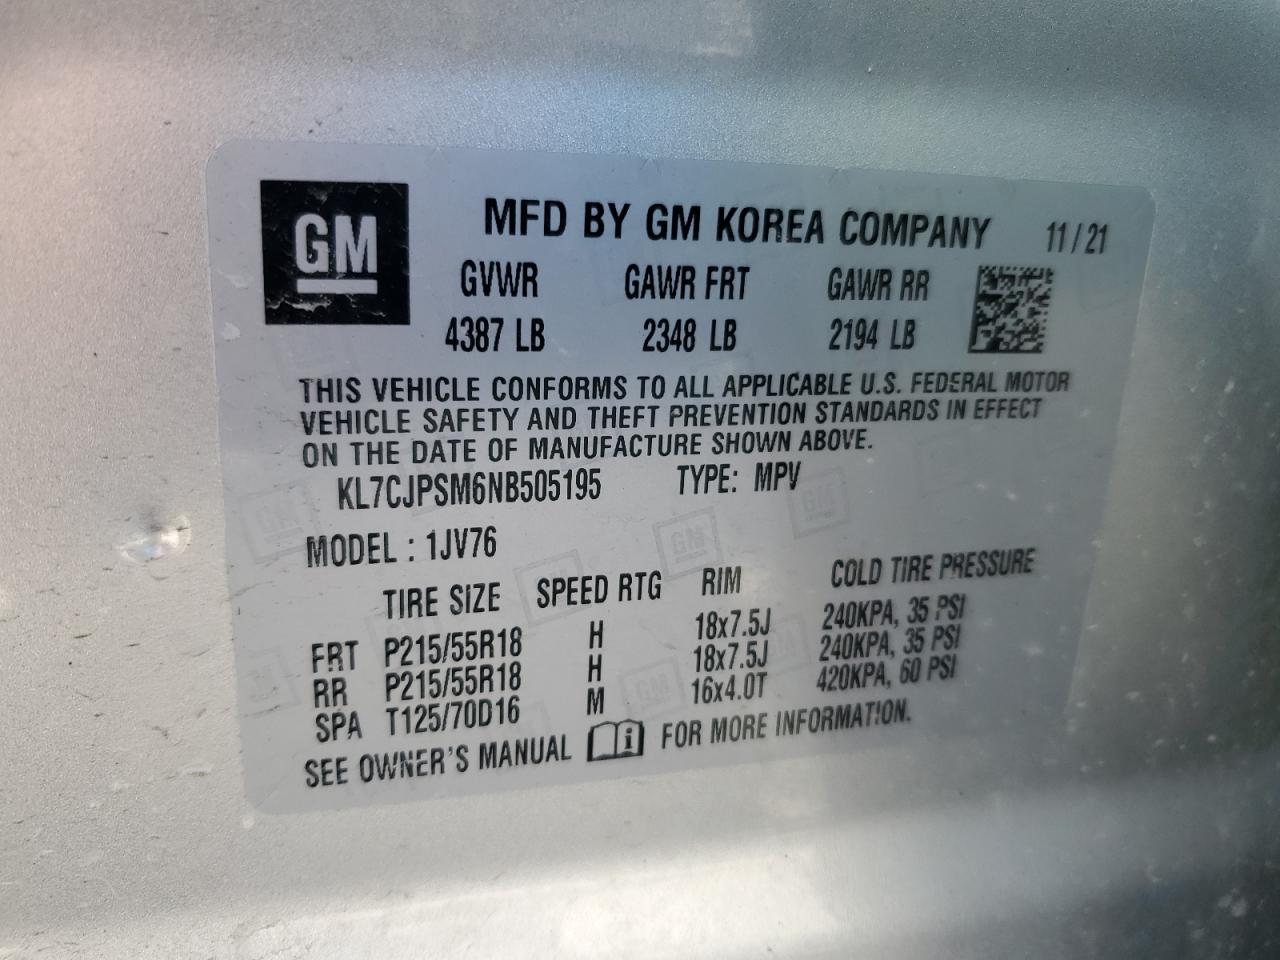 GM
MFD BY GM KOREA COMPANY 11/21
GVWR GAWR FRT GAWR RR
4387 LB 2348 LB 2194 LB
THIS VEHICLE CONFORMS TO ALL APPLICABLE U.S. FEDERAL MOTOR
VEHICLE SAFETY AND THEFT PREVENTION STANDARDS IN EFFECT
ON THE DATE OF MANUFACTURE SHOWN ABOVE.
KL7CJPSM6NB505195 TYPE: MPV
MODEL : 1JV76
TIRE SIZE SPEED RTG RIM COLD TIRE PRESSURE
FRT P215/55R18 H 18x7.5J 240KPA, 35 PSI
RR P215/55R18 H 18x7.5J 240KPA, 35 PSI
SPA T125/70D16 M 16x4.0T 420KPA, 60 PSI
SEE OWNER'S MANUAL i FOR MORE INFORMATION.